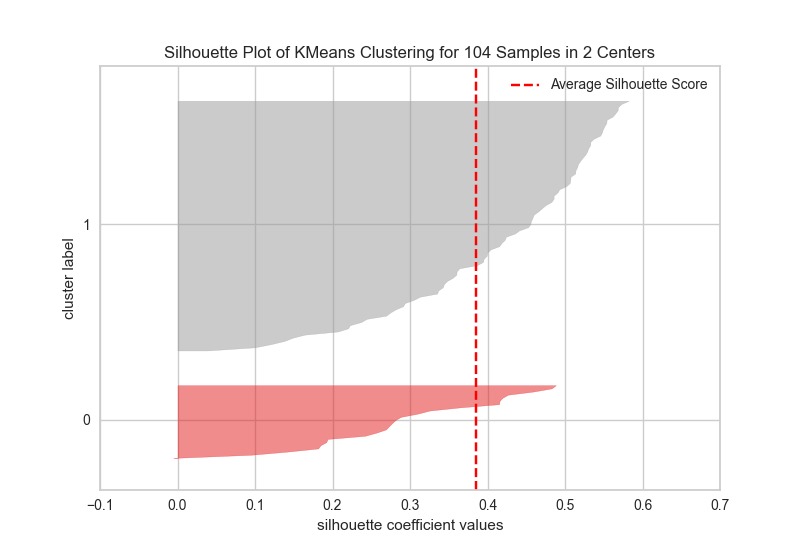 Silhouette Plot of KMeans Clustering for 104 Samples in 2 Centers
Average Silhouette Score
cluster label
1
0
−0.1 0.0 0.1 0.2 0.3 0.4 0.5 0.6 0.7
silhouette coefficient values